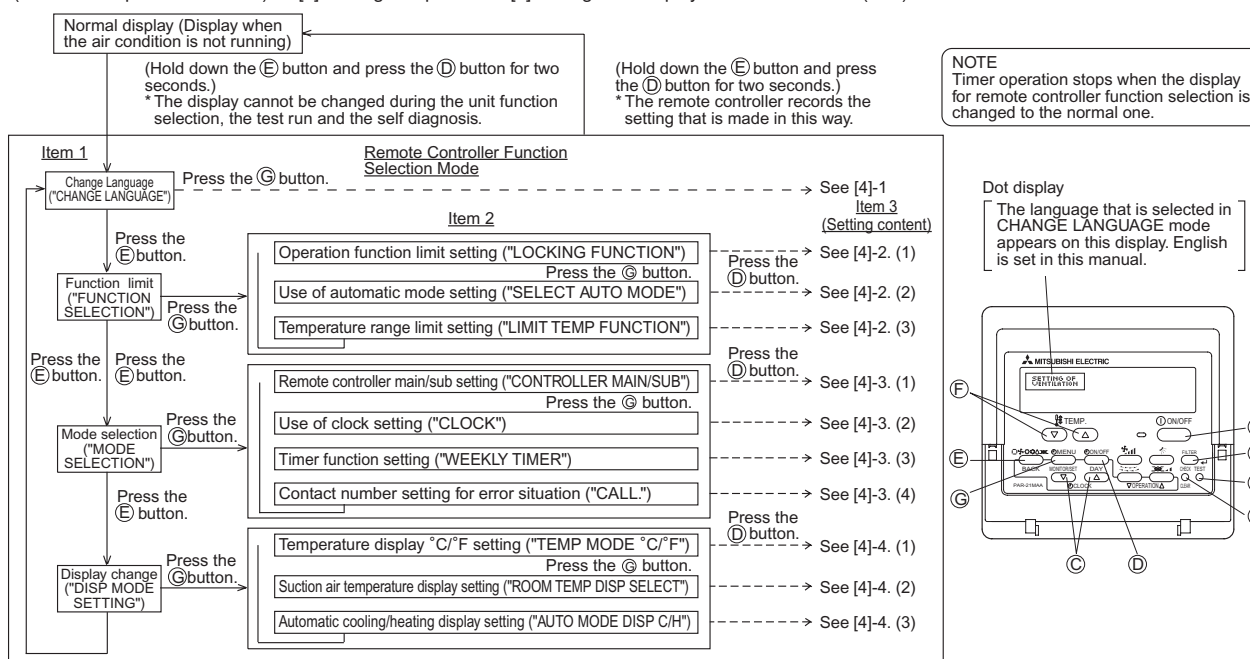 Normal display (Display when
the air condition is not running)
(Hold down the Ⓔ button and press the Ⓓ button for two
seconds.)
* The display cannot be changed during the unit function
selection, the test run and the self diagnosis.
(Hold down the Ⓔ button and press
the Ⓓ button for two seconds.)
* The remote controller records the
setting that is made in this way.
NOTE
Timer operation stops when the display
for remote controller function selection is
changed to the normal one.
Item 1
Remote Controller Function
Selection Mode
Change Language
("CHANGE LANGUAGE")
Press the Ⓖ button.
See [4]-1
Item 2
Item 3
(Setting content)
Press the
Ⓔ button.
Function limit
("FUNCTION
SELECTION")
Press the
Ⓖ button.
Operation function limit setting ("LOCKING FUNCTION")
Press the
Ⓓ button.
See [4]-2. (1)
Press the Ⓖ button.
Use of automatic mode setting ("SELECT AUTO MODE")
See [4]-2. (2)
Temperature range limit setting ("LIMIT TEMP FUNCTION")
See [4]-2. (3)
Press the
Ⓔ button.
Press the
Ⓔ button.
Mode selection
("MODE
SELECTION")
Press the
Ⓖ button.
Remote controller main/sub setting ("CONTROLLER MAIN/SUB")
Press the
Ⓓ button.
See [4]-3. (1)
Press the Ⓖ button.
Use of clock setting ("CLOCK")
See [4]-3. (2)
Timer function setting ("WEEKLY TIMER")
See [4]-3. (3)
Contact number setting for error situation ("CALL.")
See [4]-3. (4)
Press the
Ⓔ button.
Display change
("DISP MODE
SETTING")
Press the
Ⓖ button.
Temperature display °C/°F setting ("TEMP MODE °C/°F")
Press the
Ⓓ button.
See [4]-4. (1)
Press the Ⓖ button.
Suction air temperature display setting ("ROOM TEMP DISP SELECT")
See [4]-4. (2)
Automatic cooling/heating display setting ("AUTO MODE DISP C/H")
See [4]-4. (3)
Dot display
The language that is selected in
CHANGE LANGUAGE mode
appears on this display. English
is set in this manual.
MITSUBISHI ELECTRIC
SETTING OF
VENTILATION
TEMP.
ON/OFF
MENU
ON/OFF
FILTER
BACK
MONITOR/SET
DAY
CHECK TEST
PAR-21MAA
CLOCK
OPERATION
CLEAR
Ⓕ
Ⓔ
Ⓖ
Ⓒ
Ⓓ